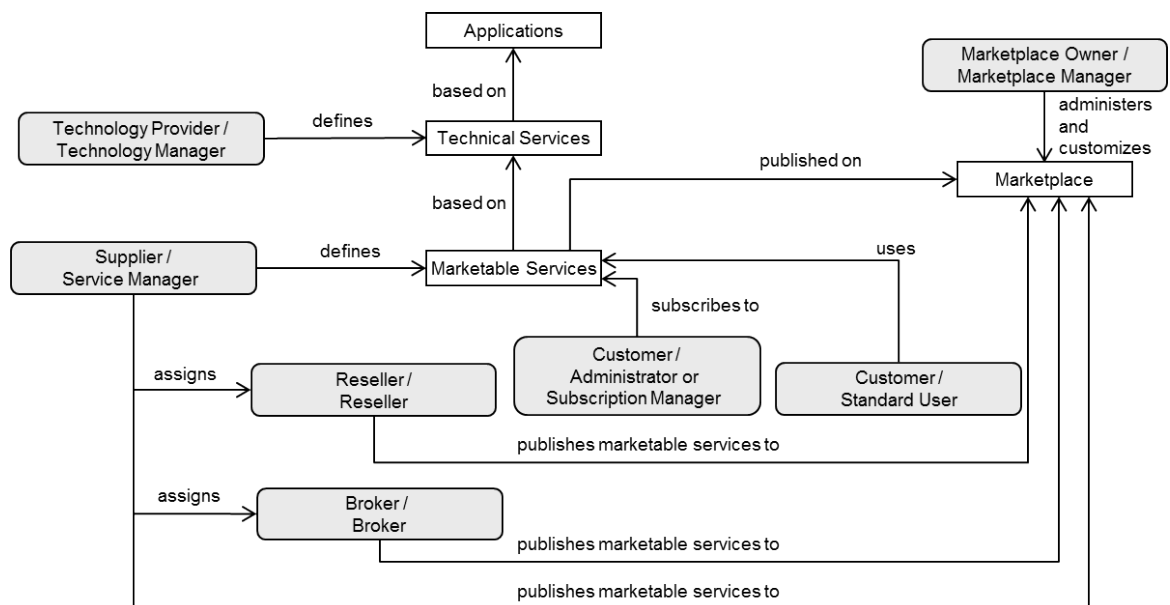 Applications
Marketplace Owner /
Marketplace Manager
based on
administers
and
customizes
Technology Provider /
Technology Manager
defines
Technical Services
published on
Marketplace
based on
Supplier /
Service Manager
defines
Marketable Services
uses
subscribes to
Customer /
Administrator or
Subscription Manager
Customer /
Standard User
assigns
Reseller /
Reseller
publishes marketable services to
assigns
Broker /
Broker
publishes marketable services to
publishes marketable services to